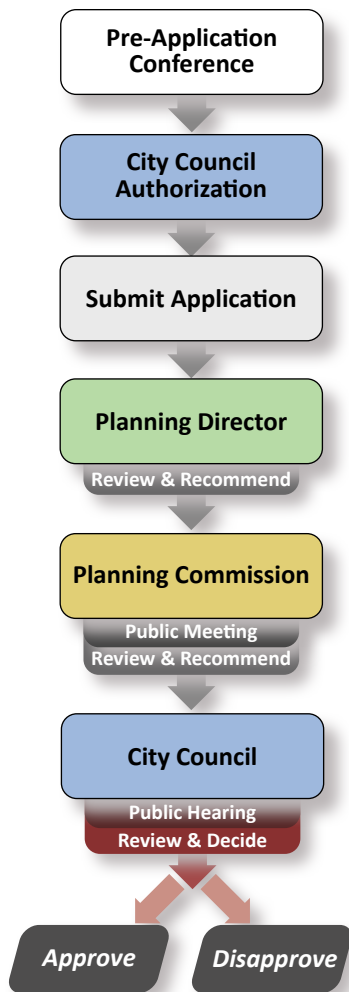 Pre-Application
Conference
City Council
Authorization
Submit Application
Planning Director
Review & Recommend
Planning Commission
Public Meeting
Review & Recommend
City Council
Public Hearing
Review & Decide
Approve
Disapprove